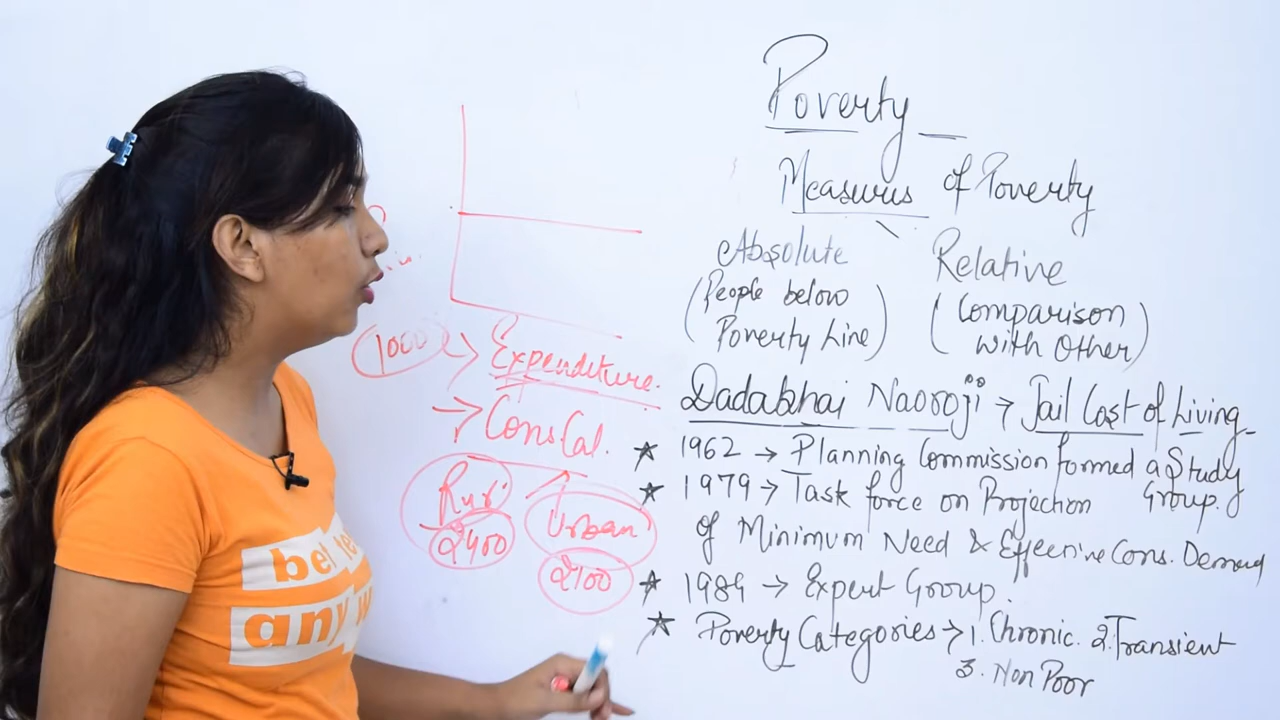 Poverty
Measures of Poverty
Absolute
(People below
Poverty Line)
Relative
(Comparison
with Other)
Dadabhai Naoroji → Jail Cost of Living
★ 1962 → Planning Commission formed a Study
Group.
★ 1979 → Task force on Projection
of Minimum Need & Effective Cons. Demand
★ 1989 → Expert Group.
★ Poverty Categories → 1. Chronic. 2. Transient
3. Non Poor
1000
→ Expenditure.
→ Cons Cal.
Rur.
2400
Urban
2100
be
any